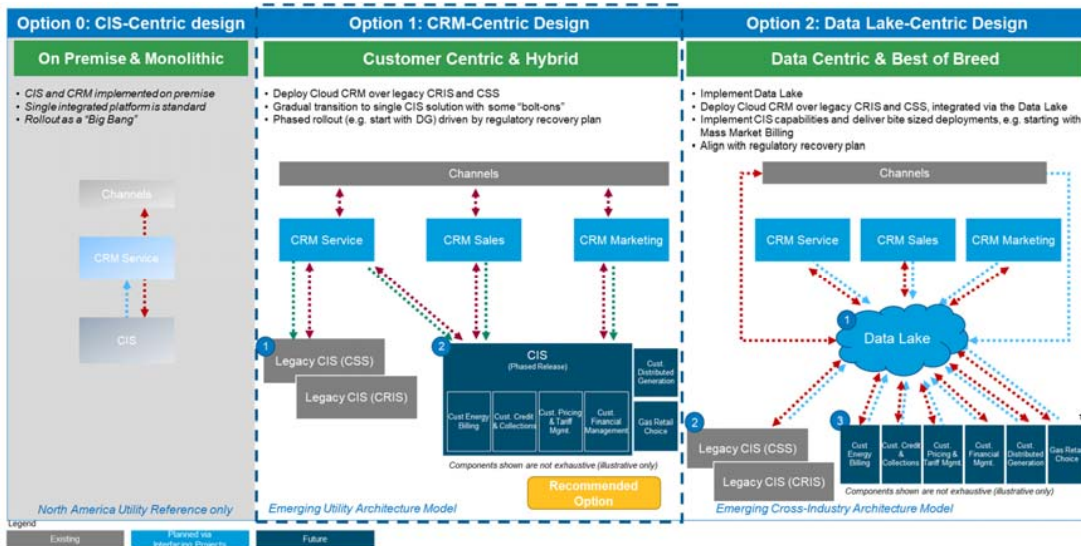 Option 0: CIS-Centric design
On Premise & Monolithic
• CIS and CRM implemented on premise
• Single integrated platform is standard
• Rollout as a "Big Bang"
Channels
CRM Service
CIS
North America Utility Reference only
Option 1: CRM-Centric Design
Customer Centric & Hybrid
• Deploy Cloud CRM over legacy CRIS and CSS
• Gradual transition to single CIS solution with some "bolt-ons"
• Phased rollout (e.g. start with DG) driven by regulatory recovery plan
Channels
CRM Service
CRM Sales
CRM Marketing
1
Legacy CIS (CSS)
Legacy CIS (CRIS)
2
CIS
(Phased Release)
Cust Energy
Billing
Cust. Credit
& Collections
Cust. Pricing
& Tariff
Mgmt.
Cust.
Financial
Management
Cust
Distributed
Generation
Gas Retail
Choice
Components shown are not exhaustive (illustrative only)
Recommended
Option
Emerging Utility Architecture Model
Option 2: Data Lake-Centric Design
Data Centric & Best of Breed
• Implement Data Lake
• Deploy Cloud CRM over legacy CRIS and CSS, integrated via the Data Lake
• Implement CIS capabilities and deliver bite sized deployments, e.g. starting with
Mass Market Billing
• Align with regulatory recovery plan
Channels
CRM Service
CRM Sales
CRM Marketing
1
Data Lake
2
Legacy CIS (CSS)
Legacy CIS (CRIS)
3
Cust
Energy
Billing
Cust. Credit
& Collections
Cust.
Pricing &
Tariff Mgmt.
Cust.
Financial
Mgmt.
Cust.
Distributed
Generation
Gas Retail
Choice
Components shown are not exhaustive (illustrative only)
Emerging Cross-Industry Architecture Model
Legend
Existing
Planned via
Interfacing Projects
Future